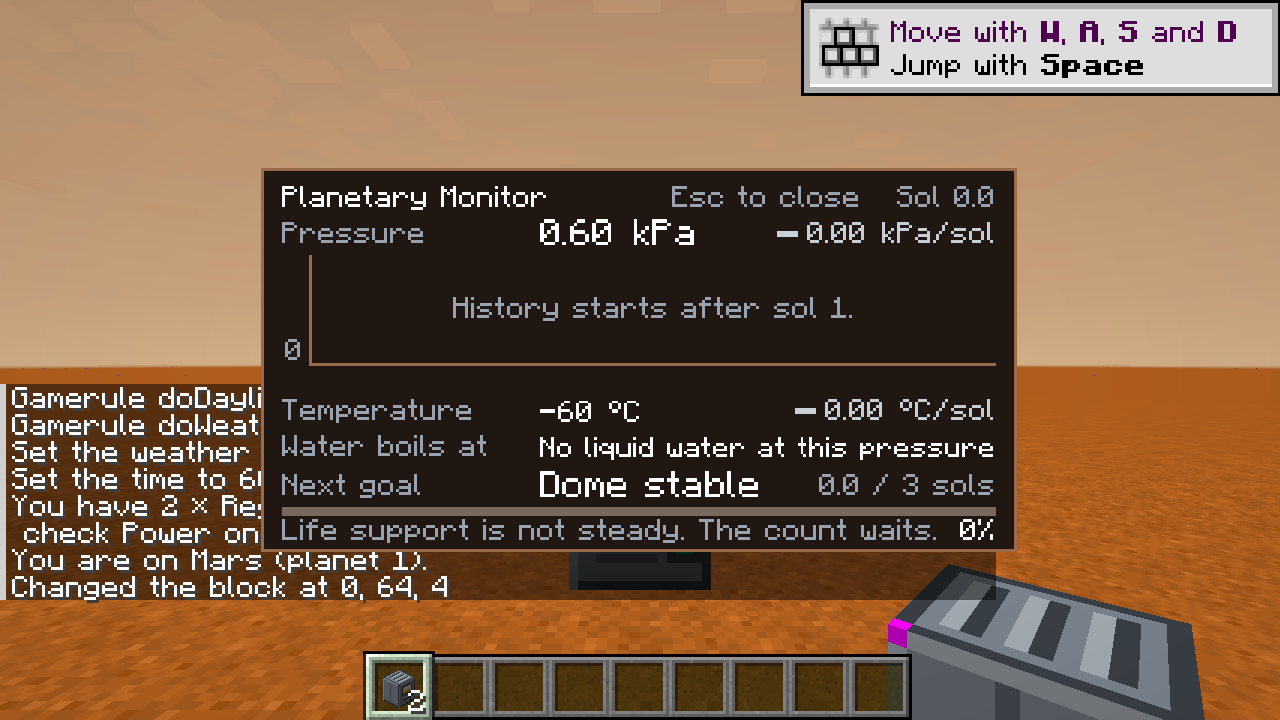 Move with W, A, S and D
Jump with Space
Planetary Monitor Esc to close Sol 0.0
Pressure 0.60 kPa 0.00 kPa/sol
History starts after sol 1.
0
Temperature -60 °C 0.00 °C/sol
Water boils at No liquid water at this pressure
Next goal Dome stable 0.0 / 3 sols
Life support is not steady. The count waits. 0%
Gamerule
Gamerule
Set the weather
Set the time to
You have 2 ×
check Power on
You are on Mars (planet 1).
Changed the block at 0, 64, 4
2